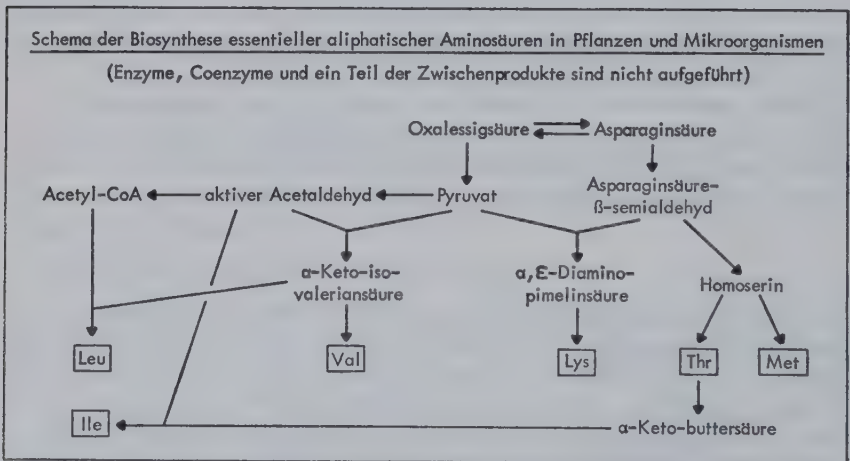 Schema der Biosynthese essentieller aliphatischer Aminosäuren in Pflanzen und Mikroorganismen
(Enzyme, Coenzyme und ein Teil der Zwischenprodukte sind nicht aufgeführt)
Oxalessigsäure Asparaginsäure
Acetyl-CoA aktiver Acetaldehyd Pyruvat
Asparaginsäure-
ß-semialdehyd
α-Keto-iso-
valeriansäure
α,ε-Diamino-
pimelinsäure
Homoserin
Leu Val Lys Thr Met
Ile α-Keto-buttersäure